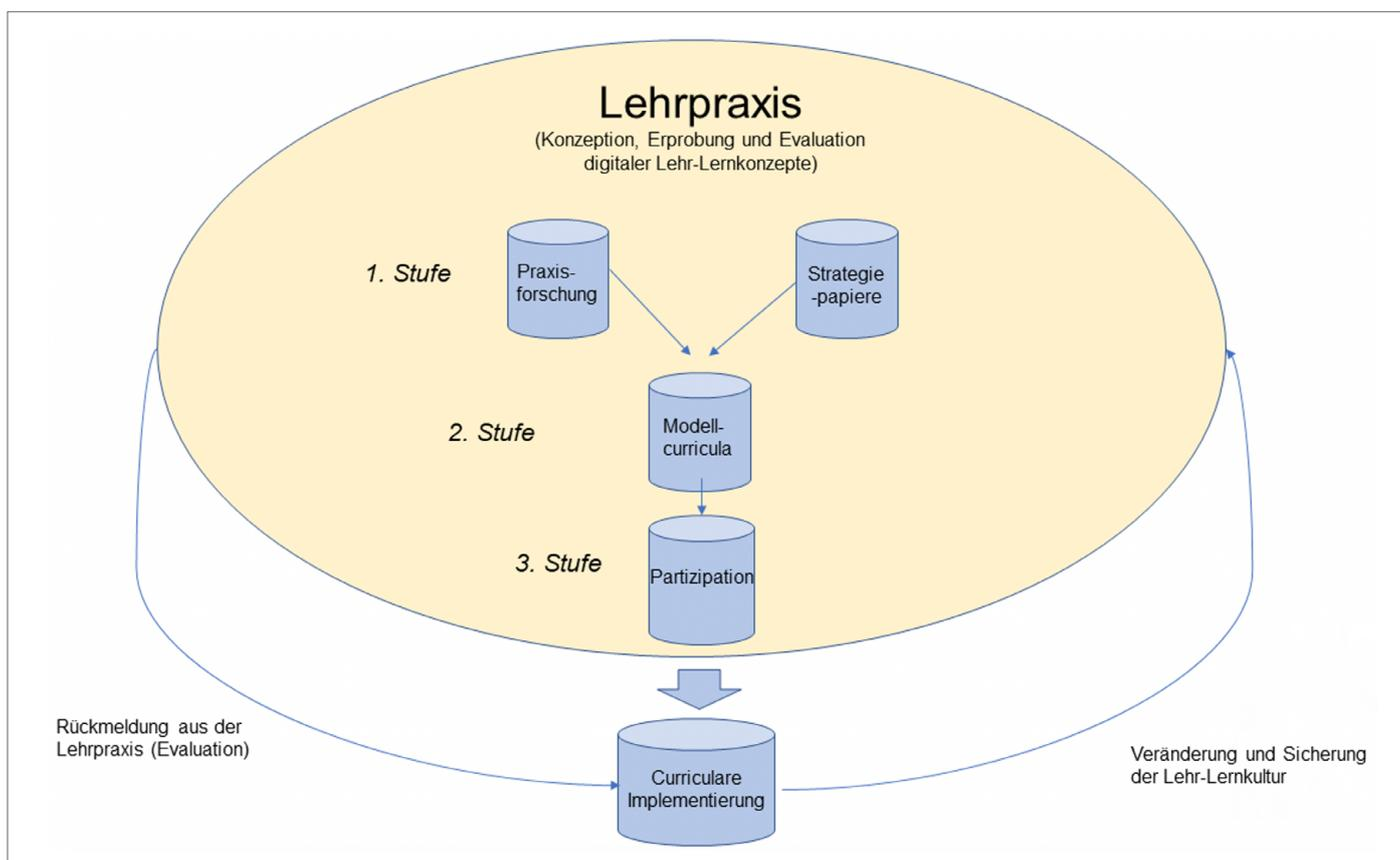 Lehrpraxis
(Konzeption, Erprobung und Evaluation
digitaler Lehr-Lernkonzepte)
1. Stufe
Praxis-
forschung
Strategie
-papiere
2. Stufe
Modell-
curricula
3. Stufe
Partizipation
Rückmeldung aus der
Lehrpraxis (Evaluation)
Curriculare
Implementierung
Veränderung und Sicherung
der Lehr-Lernkultur